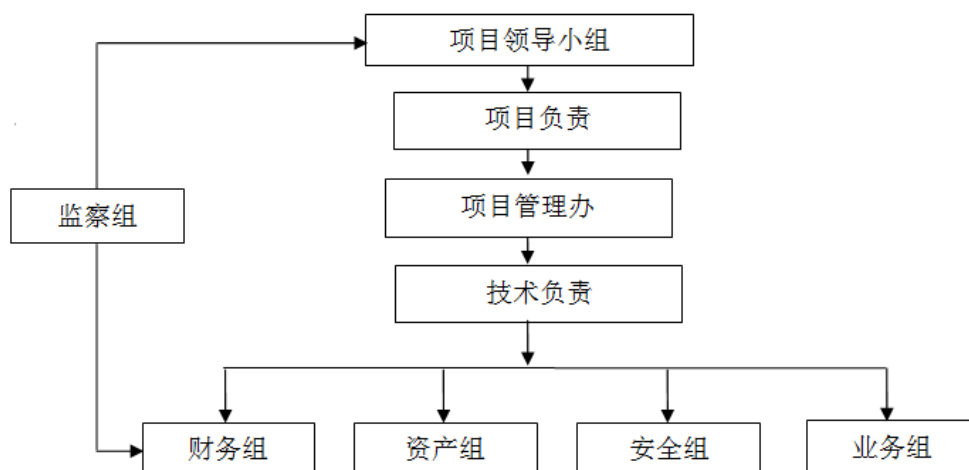 项目领导小组
项目负责
监察组
项目管理办
技术负责
财务组
资产组
安全组
业务组